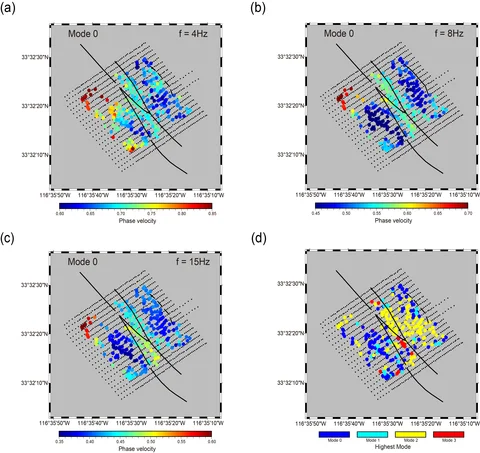 (a)
Mode 0 f = 4Hz
33°32'30"N
33°32'20"N
33°32'10"N
116°35'50"W 116°35'40"W 116°35'30"W 116°35'20"W 116°35'10"W
0.60 0.65 0.70 0.75 0.80 0.85
Phase velocity
(b)
Mode 0 f = 8Hz
33°32'30"N
33°32'20"N
33°32'10"N
116°35'50"W 116°35'40"W 116°35'30"W 116°35'20"W 116°35'10"W
0.45 0.50 0.55 0.60 0.65 0.70
Phase velocity
(c)
Mode 0 f = 15Hz
33°32'30"N
33°32'20"N
33°32'10"N
116°35'50"W 116°35'40"W 116°35'30"W 116°35'20"W 116°35'10"W
0.35 0.40 0.45 0.50 0.55 0.60
Phase velocity
(d)
33°32'30"N
33°32'20"N
33°32'10"N
116°35'50"W 116°35'40"W 116°35'30"W 116°35'20"W 116°35'10"W
Mode 0 Mode 1 Mode 2 Mode 3
Highest Mode